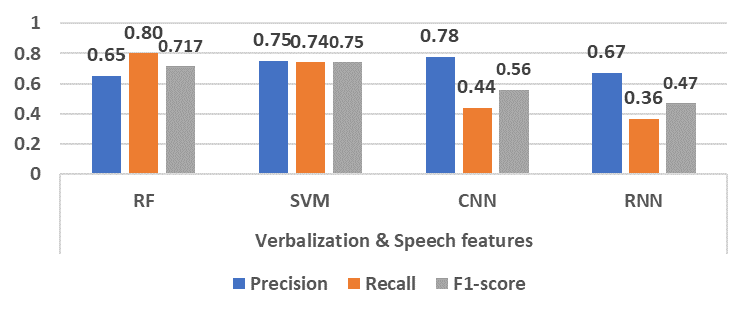 1
0.8
0.6
0.4
0.2
0
0.65 0.80 0.717 0.75 0.74 0.75 0.78 0.44 0.56 0.67 0.36 0.47
RF SVM CNN RNN
Verbalization & Speech features
Precision Recall F1-score